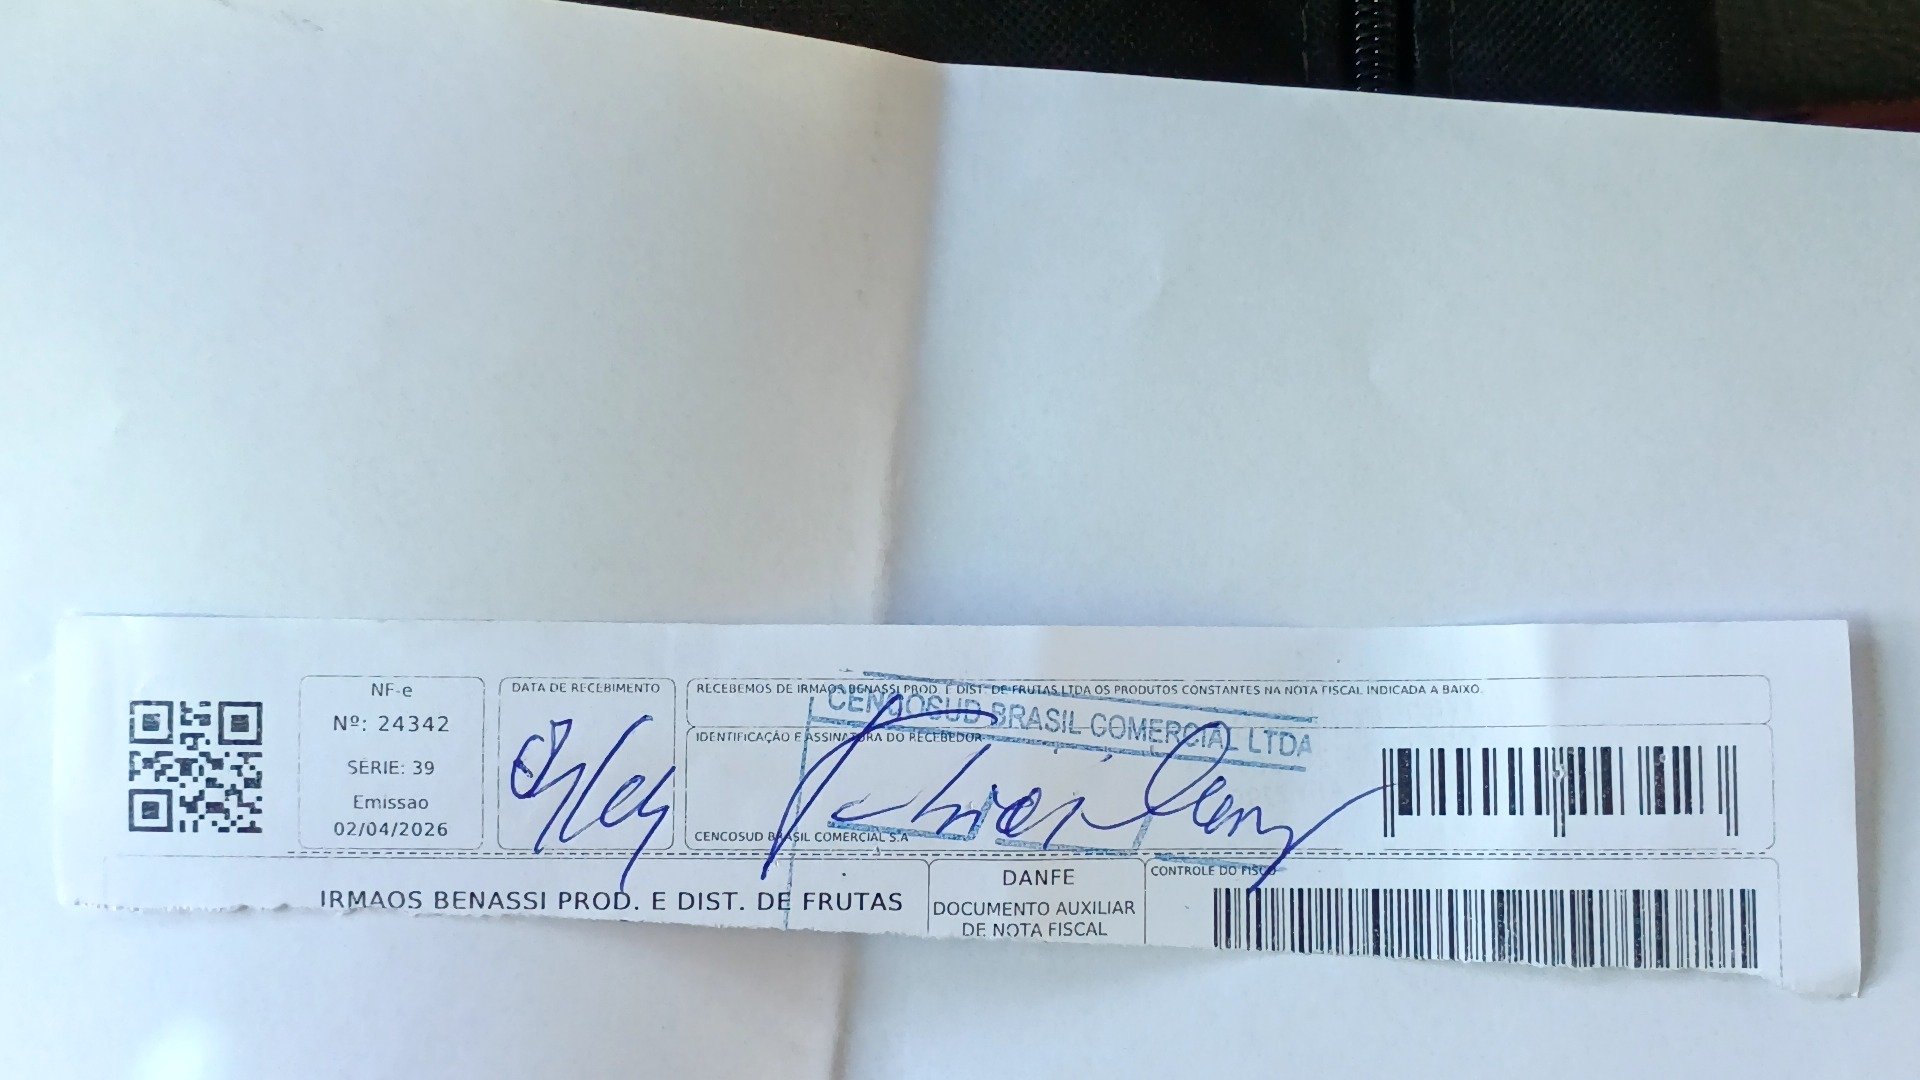 NF-e
Nº: 24342
SÉRIE: 39
Emissao
02/04/2026
DATA DE RECEBIMENTO
RECEBEMOS DE IRMAOS BENASSI PROD. E DIST. DE FRUTAS LTDA OS PRODUTOS CONSTANTES NA NOTA FISCAL INDICADA A BAIXO.
CENCOSUD BRASIL COMERCIAL LTDA
IDENTIFICAÇÃO E ASSINATURA DO RECEBEDOR
CENCOSUD BRASIL COMERCIAL S.A
IRMAOS BENASSI PROD. E DIST. DE FRUTAS
DANFE
DOCUMENTO AUXILIAR
DE NOTA FISCAL
CONTROLE DO FISCO